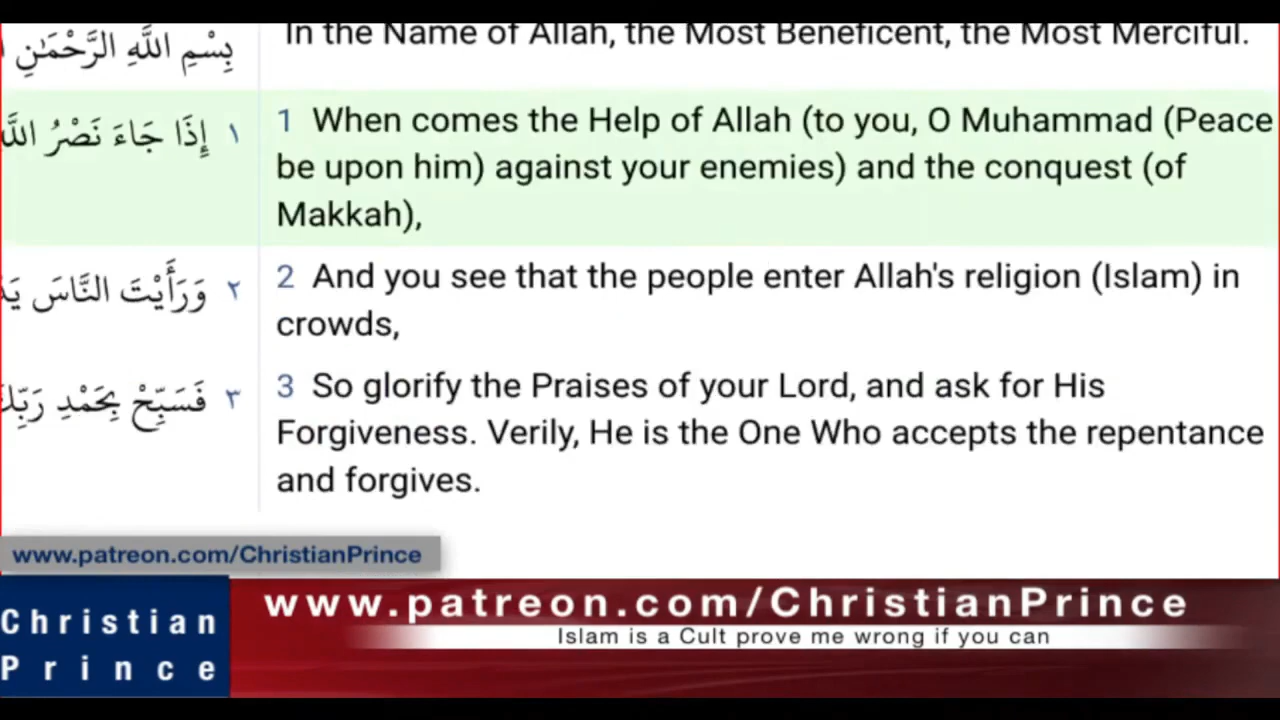 بِسْمِ اللَّهِ الرَّحْمَٰنِ
In the Name of Allah, the Most Beneficent, the Most Merciful.
١ إِذَا جَاءَ نَصْرُ اللَّهِ
1 When comes the Help of Allah (to you, O Muhammad (Peace
be upon him) against your enemies) and the conquest (of
Makkah),
٢ وَرَأَيْتَ النَّاسَ
2 And you see that the people enter Allah's religion (Islam) in
crowds,
٣ فَسَبِّحْ بِحَمْدِ رَبِّكَ
3 So glorify the Praises of your Lord, and ask for His
Forgiveness. Verily, He is the One Who accepts the repentance
and forgives.
www.patreon.com/ChristianPrince
Christian
Prince
www.patreon.com/ChristianPrince
Islam is a Cult prove me wrong if you can